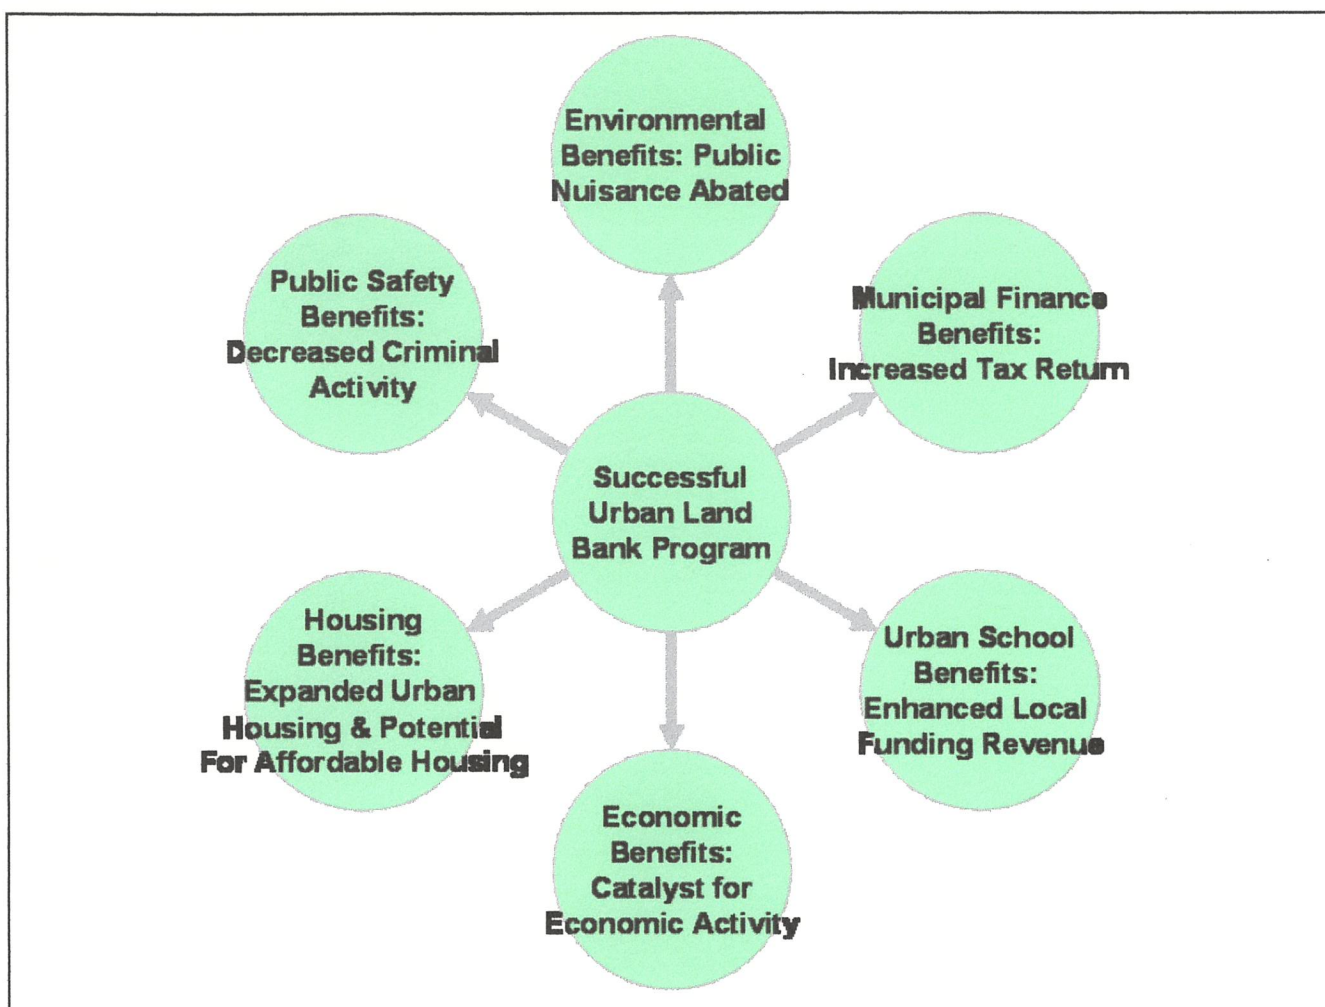 Environmental
Benefits: Public
Nuisance Abated
Public Safety
Benefits:
Decreased Criminal
Activity
Municipal Finance
Benefits:
Increased Tax Return
Successful
Urban Land
Bank Program
Housing
Benefits:
Expanded Urban
Housing & Potential
For Affordable Housing
Urban School
Benefits:
Enhanced Local
Funding Revenue
Economic
Benefits:
Catalyst for
Economic Activity